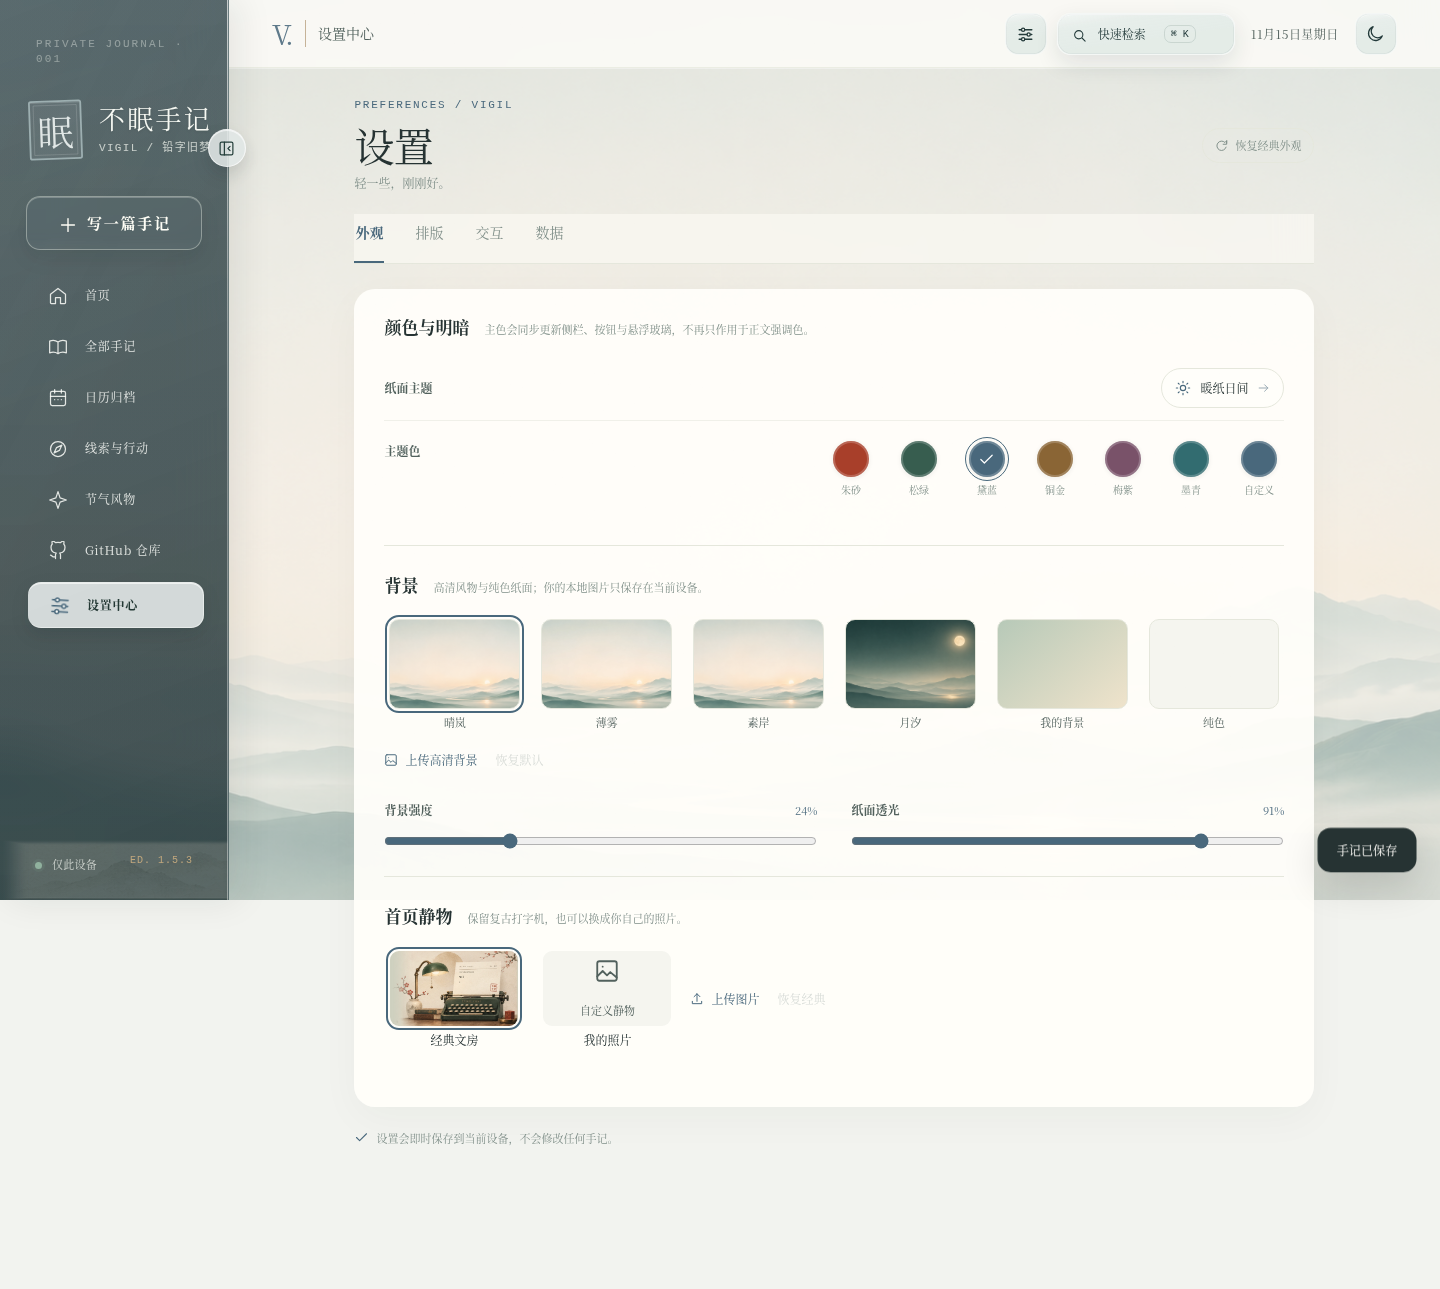 PRIVATE JOURNAL ·
001
眠
不眠手记
VIGIL / 铅字旧梦
写一篇手记
首页
全部手记
日历归档
线索与行动
节气风物
GitHub 仓库
设置中心
仅此设备
ED. 1.5.3
V.
设置中心
快速检索
⌘ K
11月15日星期日
PREFERENCES / VIGIL
设置
轻一些，刚刚好。
恢复经典外观
外观
排版
交互
数据
颜色与明暗
主色会同步更新侧栏、按钮与悬浮玻璃，不再只作用于正文强调色。
纸面主题
暖纸日间
主题色
朱砂
松绿
黛蓝
铜金
梅紫
墨青
自定义
背景
高清风物与纯色纸面；你的本地图片只保存在当前设备。
晴岚
薄雾
素岸
月汐
我的背景
纯色
上传高清背景
恢复默认
背景强度
24%
纸面透光
91%
手记已保存
首页静物
保留复古打字机，也可以换成你自己的照片。
自定义静物
上传图片
恢复经典
经典文房
我的照片
设置会即时保存到当前设备，不会修改任何手记。